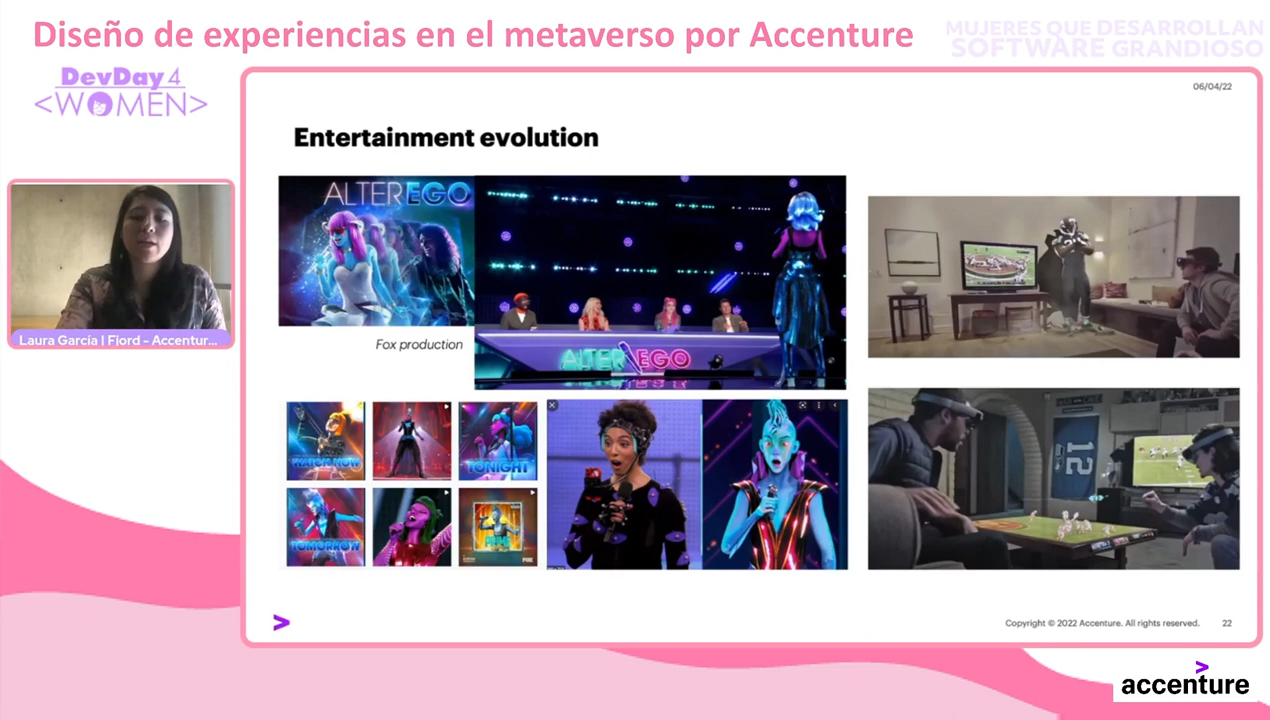 Diseño de experiencias en el metaverso por Accenture
MUJERES QUE DESARROLLAN
SOFTWARE GRANDIOSO
DevDay4
<WOMEN>
06/04/22
Entertainment evolution
ALTEREGO
ALTER EGO
Fox production
Laura García | Fjord - Accentur...
WATCH NOW
TONIGHT
TOMORROW
FOX
12
>
Copyright © 2022 Accenture. All rights reserved.
22
accenture